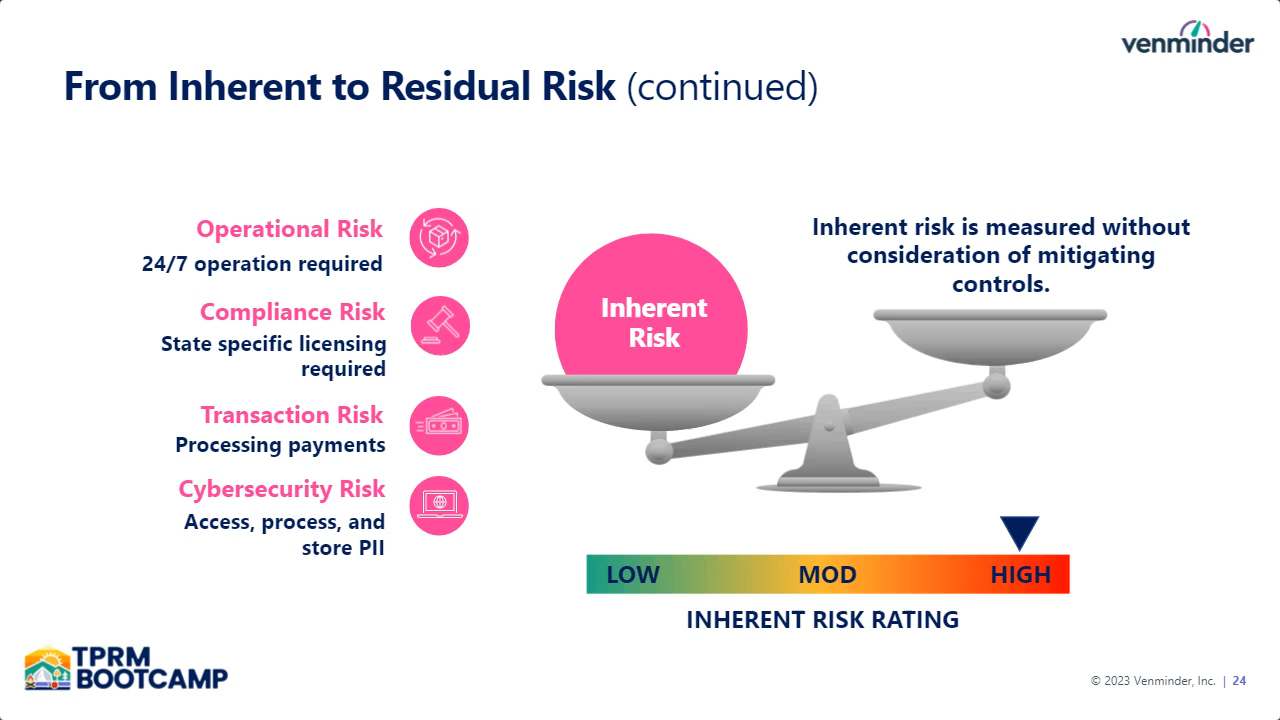 venminder
From Inherent to Residual Risk (continued)
Operational Risk
24/7 operation required
Compliance Risk
State specific licensing
required
Transaction Risk
Processing payments
Cybersecurity Risk
Access, process, and
store PII
Inherent
Risk
Inherent risk is measured without
consideration of mitigating
controls.
LOW MOD HIGH
INHERENT RISK RATING
TPRM
BOOTCAMP
© 2023 Venminder, Inc. | 24